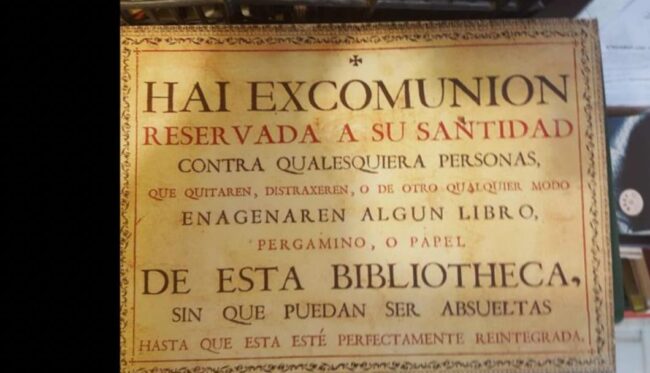 ✠
HAI EXCOMUNION
RESERVADA A SU SANTIDAD
CONTRA QUALESQUIERA PERSONAS,
QUE QUITAREN, DISTRAXEREN, O DE OTRO QUALQUIER MODO
ENAGENAREN ALGUN LIBRO,
PERGAMINO, O PAPEL
DE ESTA BIBLIOTHECA,
SIN QUE PUEDAN SER ABSUELTAS
HASTA QUE ESTA ESTÉ PERFECTAMENTE REINTEGRADA.